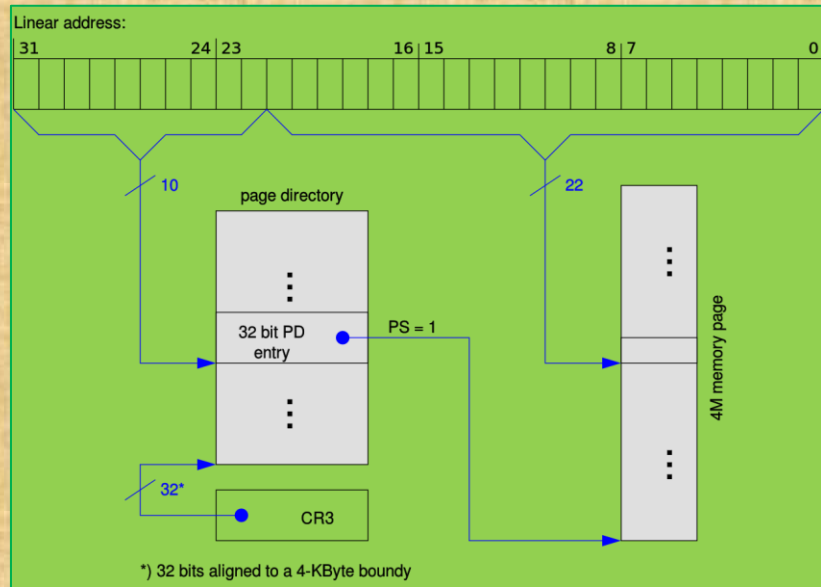 Linear address:
31 24 23 16 15 8 7 0
10
22
page directory
32 bit PD
entry
PS = 1
4M memory page
32*
CR3
*) 32 bits aligned to a 4-KByte boundy